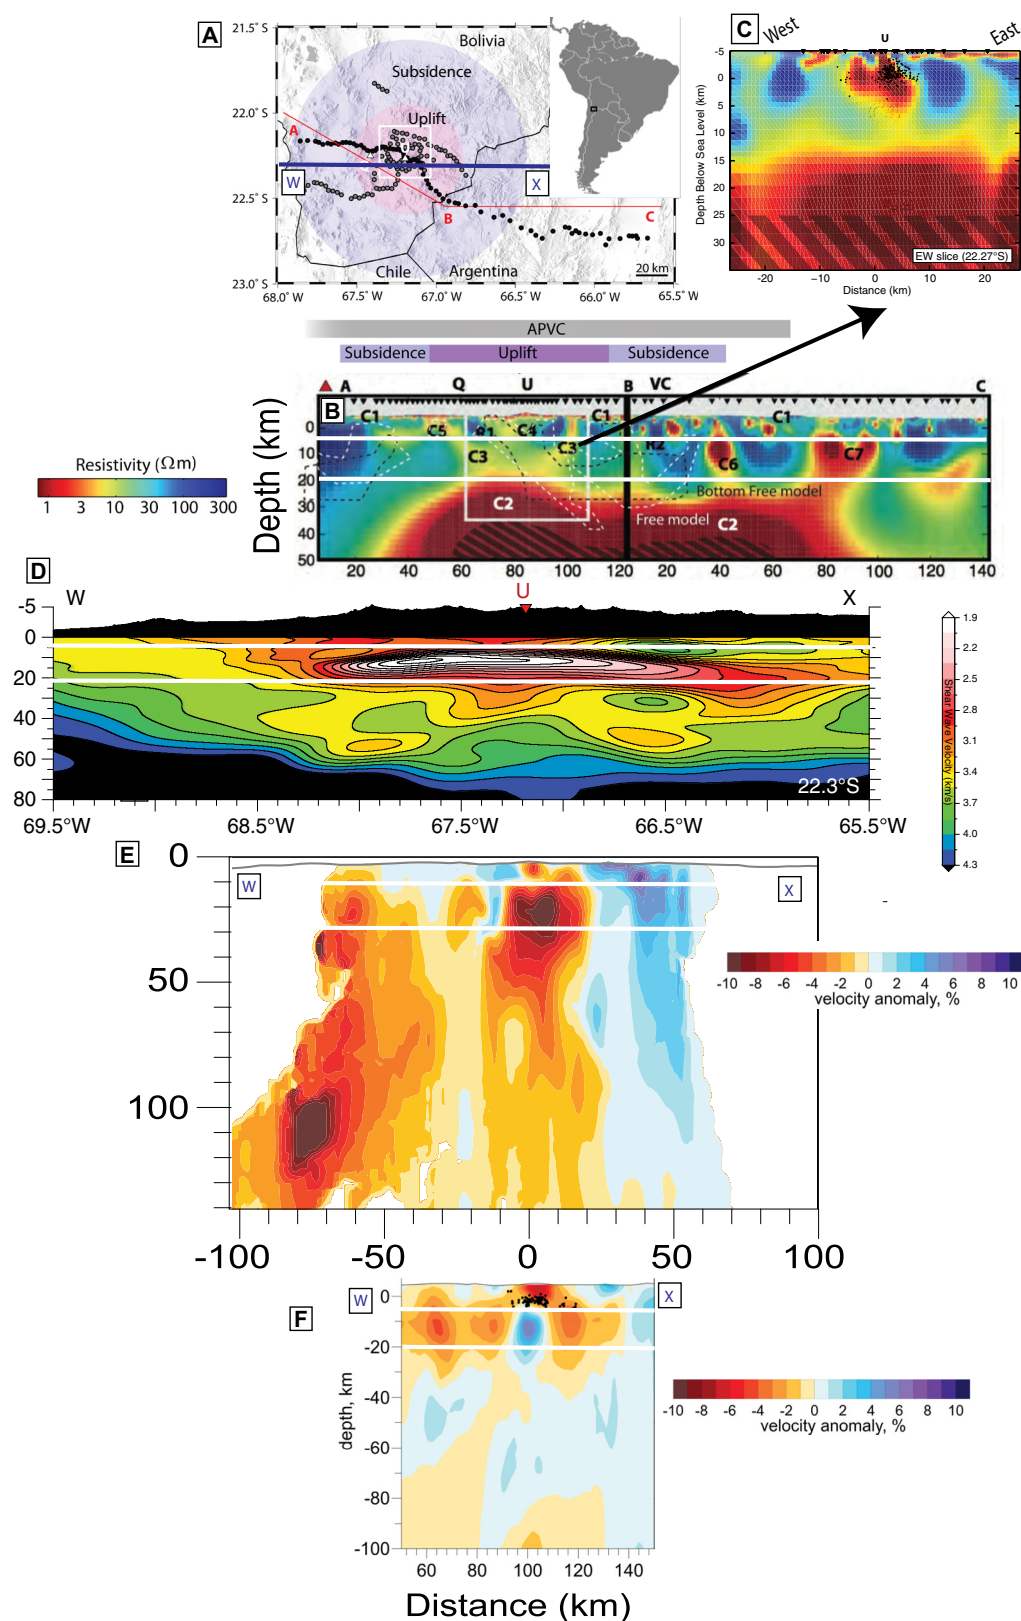 A
21.5° S
22.0° S
22.5° S
23.0° S
68.0° W
67.5° W
67.0° W
66.5° W
66.0° W
65.5° W
Bolivia
Subsidence
Uplift
A
W
X
B
C
Chile
Argentina
20 km
C
West
U
East
Depth Below Sea Level (km)
-5
0
5
10
15
20
25
30
EW slice (22.27°S)
-20
-10
0
10
20
Distance (km)
APVC
Subsidence
Uplift
Subsidence
A
Q
U
B
VC
C
B
Depth (km)
0
10
20
30
40
50
C1
C5
R1
C4
C1
C3
C3
R2
C6
C1
C7
C2
C2
Bottom Free model
Free model
20
40
60
80
100
120
20
40
60
80
100
120
140
Resistivity (Ωm)
1
3
10
30
100
300
D
W
U
X
-5
0
20
40
60
80
22.3°S
69.5°W
68.5°W
67.5°W
66.5°W
65.5°W
1.9
2.2
2.5
2.8
3.1
3.4
3.7
4.0
4.3
Shear Wave Velocity (km/s)
E
W
X
0
50
100
-100
-50
0
50
100
-10 -8 -6 -4 -2 0 2 4 6 8 10
velocity anomaly, %
F
W
X
depth, km
0
-20
-40
-60
-80
-100
60
80
100
120
140
Distance (km)
-10 -8 -6 -4 -2 0 2 4 6 8 10
velocity anomaly, %